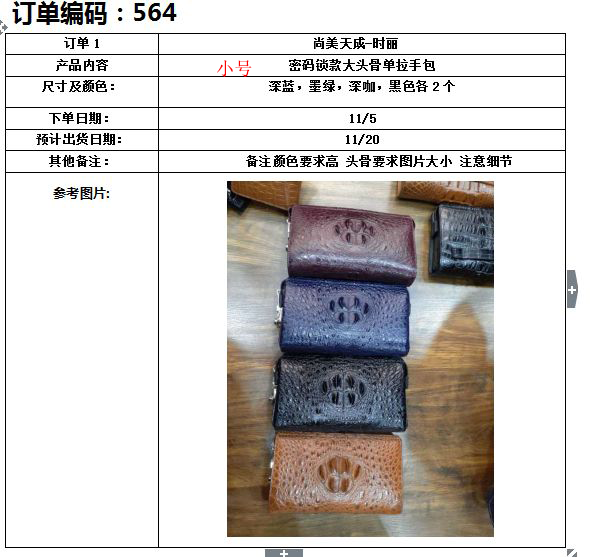 订单编码：564
订单1 尚美天成-时丽
产品内容 小号 密码锁款大头骨单拉手包
尺寸及颜色： 深蓝，墨绿，深咖，黑色各2个
下单日期： 11/5
预计出货日期： 11/20
其他备注： 备注颜色要求高 头骨要求图片大小 注意细节
参考图片: